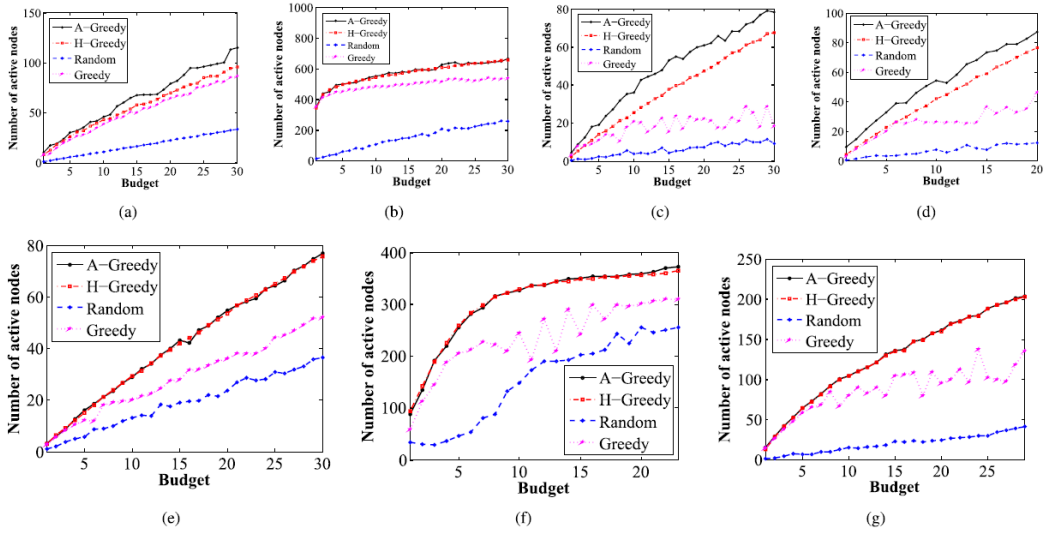 Number of active nodes
150
100
50
0
A-Greedy
H-Greedy
Random
Greedy
5 10 15 20 25 30
Budget
(a)
Number of active nodes
1000
800
600
400
200
0
A-Greedy
H-Greedy
Random
Greedy
5 10 15 20 25 30
Budget
(b)
Number of active nodes
80
60
40
20
0
A-Greedy
H-Greedy
Random
Greedy
5 10 15 20 25 30
Budget
(c)
Number of active nodes
100
80
60
40
20
0
A-Greedy
H-Greedy
Random
Greedy
5 10 15 20
Budget
(d)
Number of active nodes
80
60
40
20
0
A-Greedy
H-Greedy
Random
Greedy
5 10 15 20 25 30
Budget
(e)
Number of active nodes
400
300
200
100
0
A-Greedy
H-Greedy
Random
Greedy
5 10 15 20
Budget
(f)
Number of active nodes
250
200
150
100
50
0
A-Greedy
H-Greedy
Random
Greedy
5 10 15 20 25
Budget
(g)